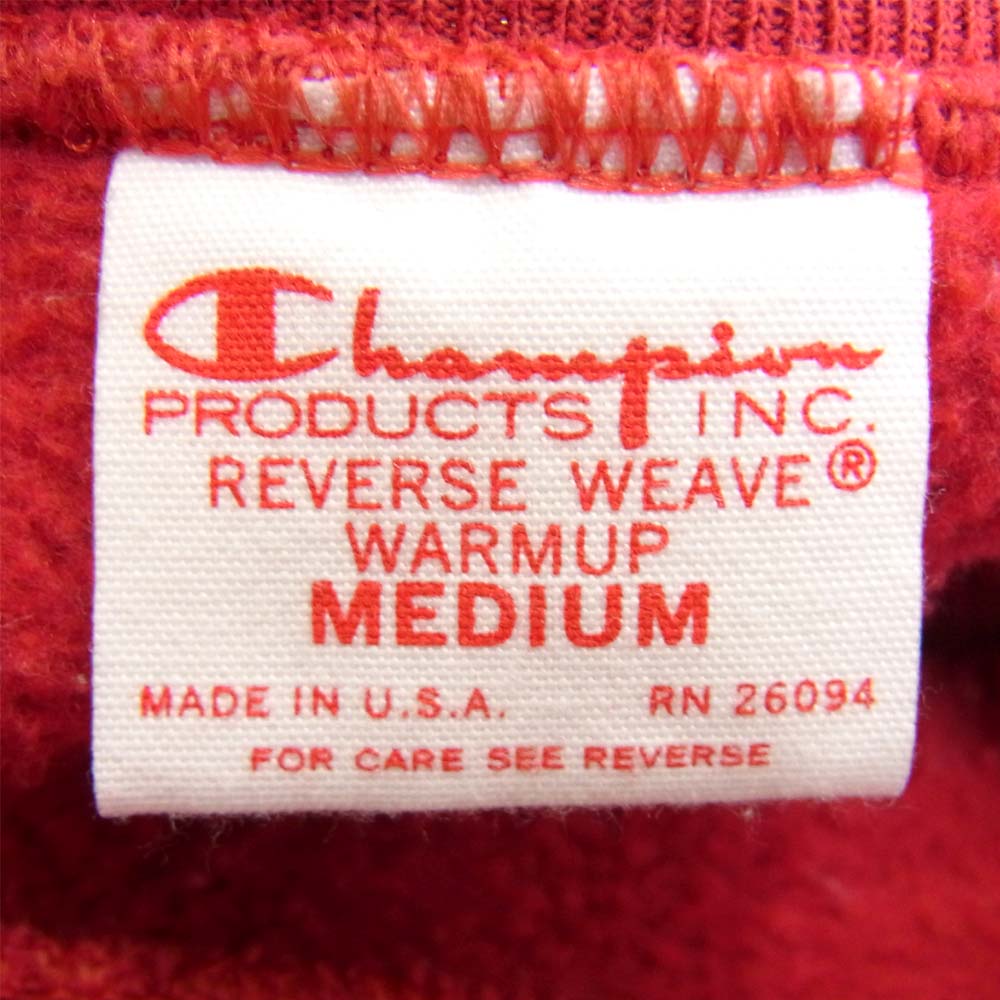 Champion
PRODUCTS INC.
REVERSE WEAVE®
WARMUP
MEDIUM
MADE IN U.S.A. RN 26094
FOR CARE SEE REVERSE